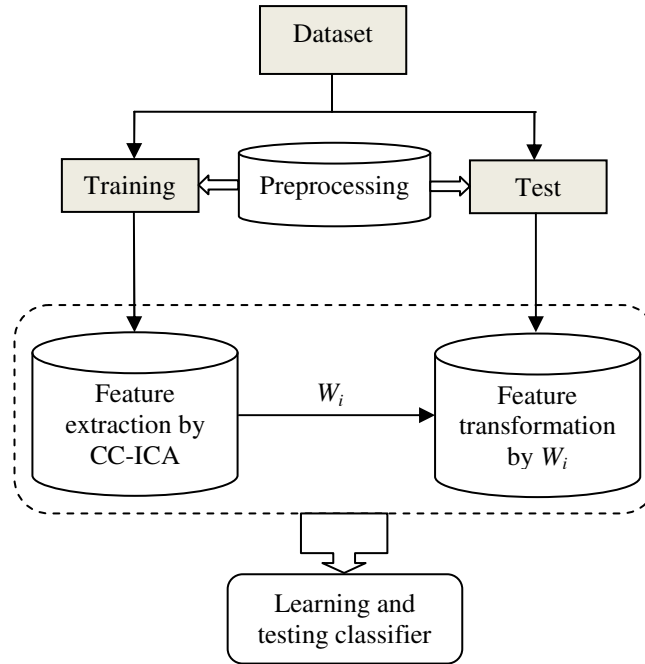 Dataset
Training
Preprocessing
Test
Feature
extraction by
CC-ICA
W_i
Feature
transformation
by W_i
Learning and
testing classifier